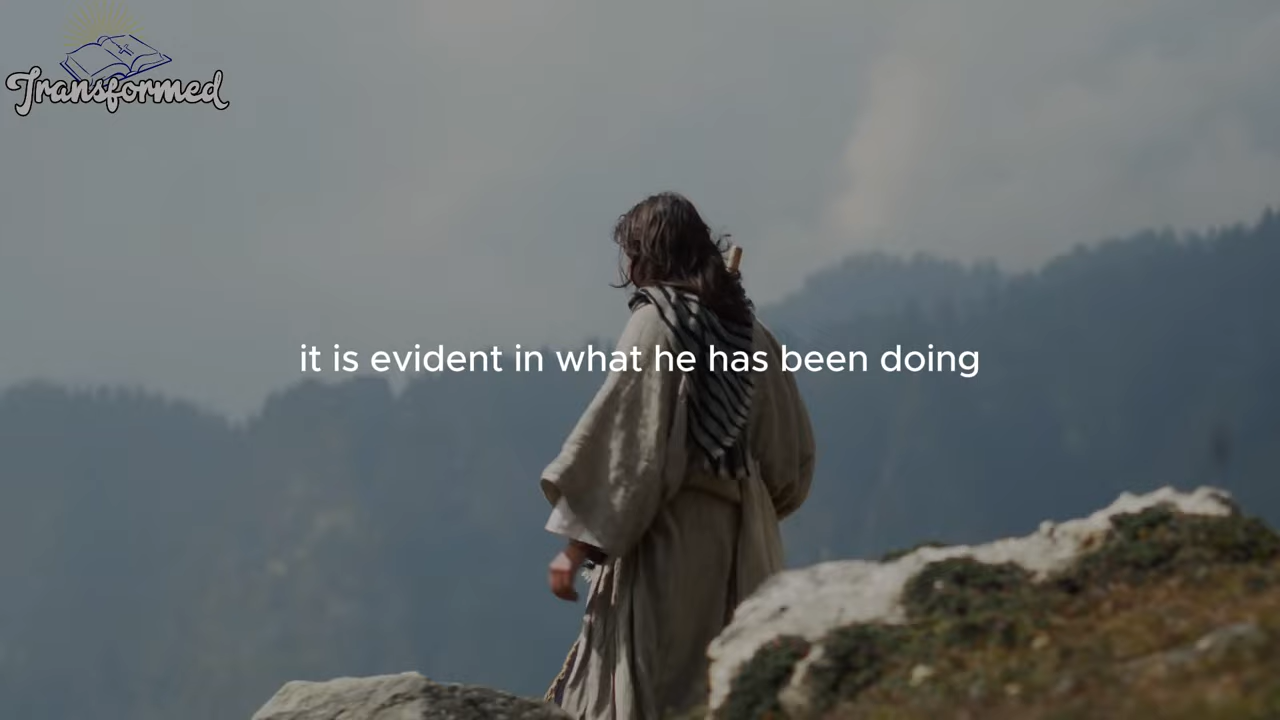 Transformed
it is evident in what he has been doing